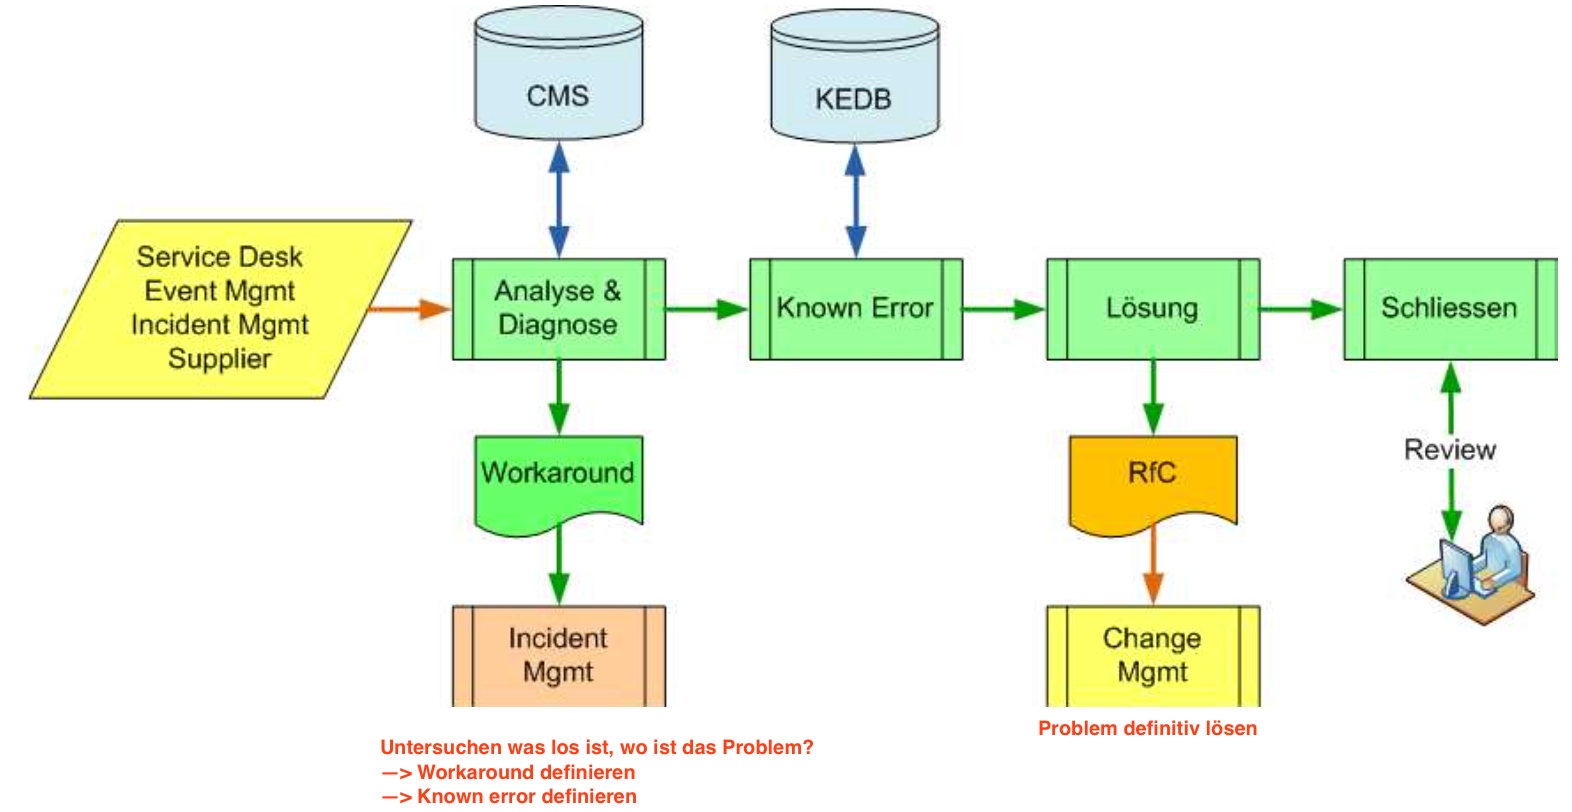 CMS
KEDB
Service Desk
Event Mgmt
Incident Mgmt
Supplier
Analyse &
Diagnose
Known Error
Lösung
Schliessen
Workaround
RfC
Review
Incident
Mgmt
Change
Mgmt
Problem definitiv lösen
Untersuchen was los ist, wo ist das Problem?
—> Workaround definieren
—> Known error definieren